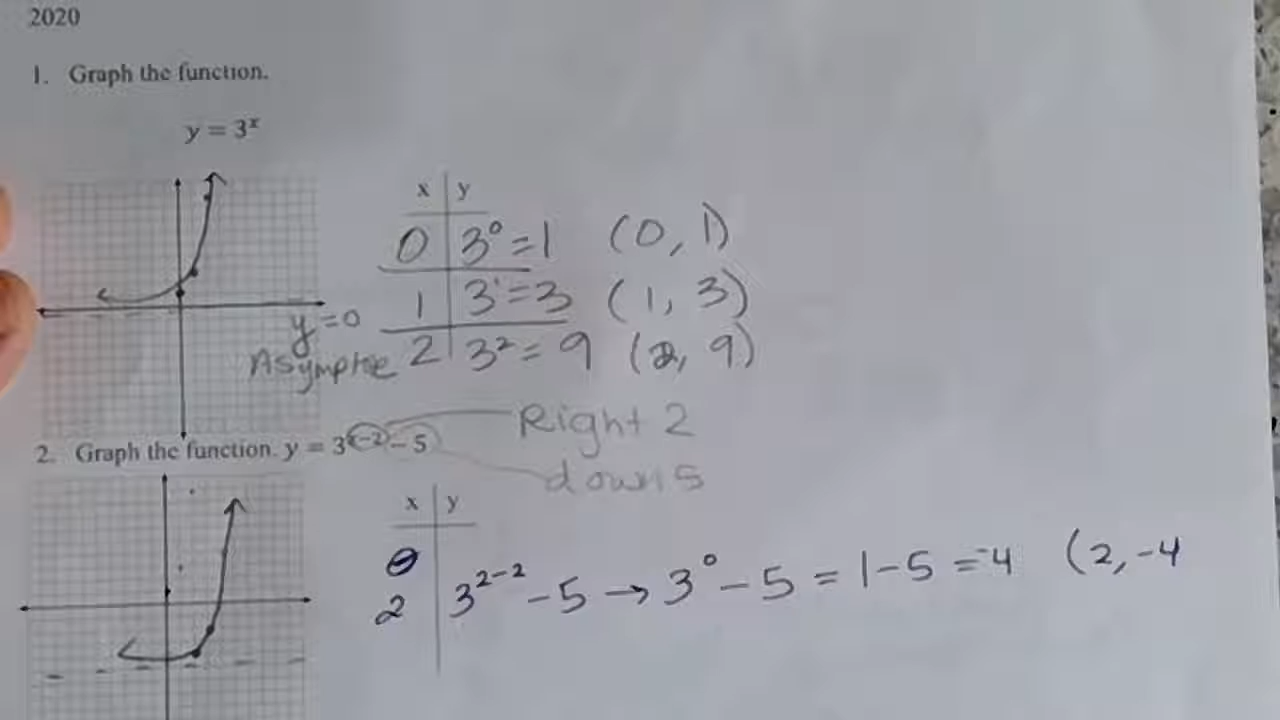 2020
1. Graph the function.
y = 3^x
x y
0 3^0 = 1 (0, 1)
1 3^1 = 3 (1, 3)
y = 0
Asymptoe 2 3^2 = 9 (2, 9)
Right 2
2. Graph the function. y = 3^(x-2) - 5
down 5
x y
0
2 3^2-2 - 5 → 3^0 - 5 = 1 - 5 = -4 (2, -4